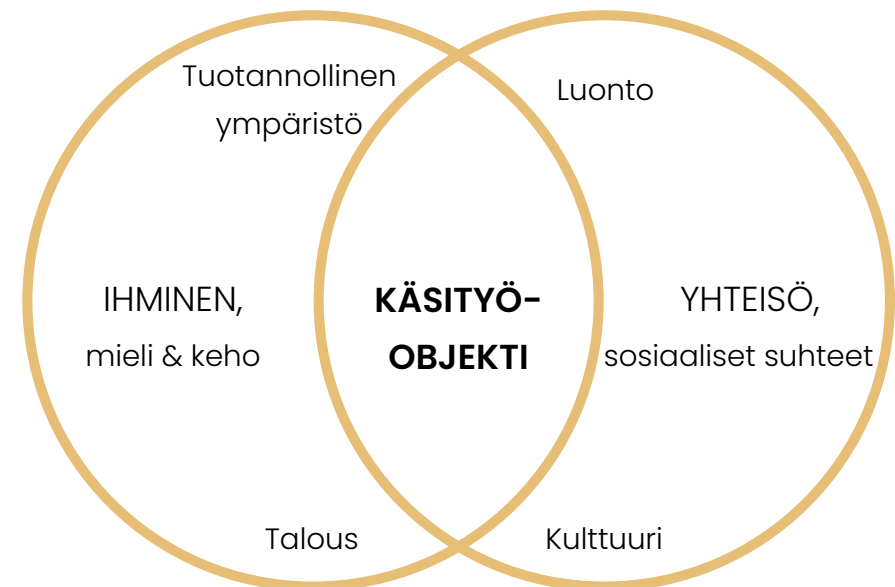 Tuotannollinen
ympäristö
Luonto
IHMINEN,
mieli & keho
KÄSITYÖ-
OBJEKTI
YHTEISÖ,
sosiaaliset suhteet
Talous
Kulttuuri